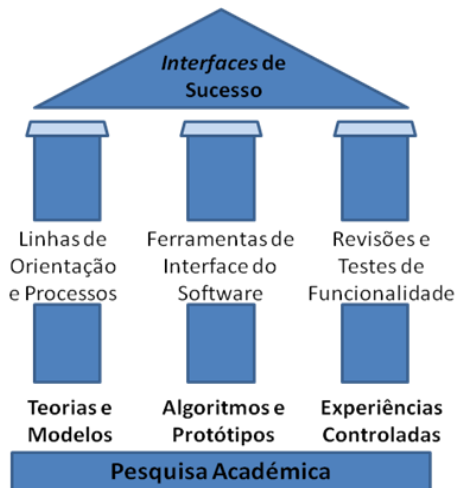 Interfaces de
Sucesso
Linhas de
Orientação
e Processos
Ferramentas de
Interface do
Software
Revisões e
Testes de
Funcionalidade
Teorias e
Modelos
Algoritmos e
Protótipos
Experiências
Controladas
Pesquisa Académica